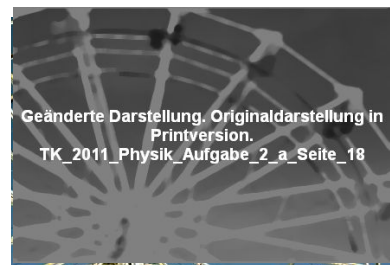 Geänderte Darstellung. Originaldarstellung in
Printversion.
TK_2011_Physik_Aufgabe_2_a_Seite_18